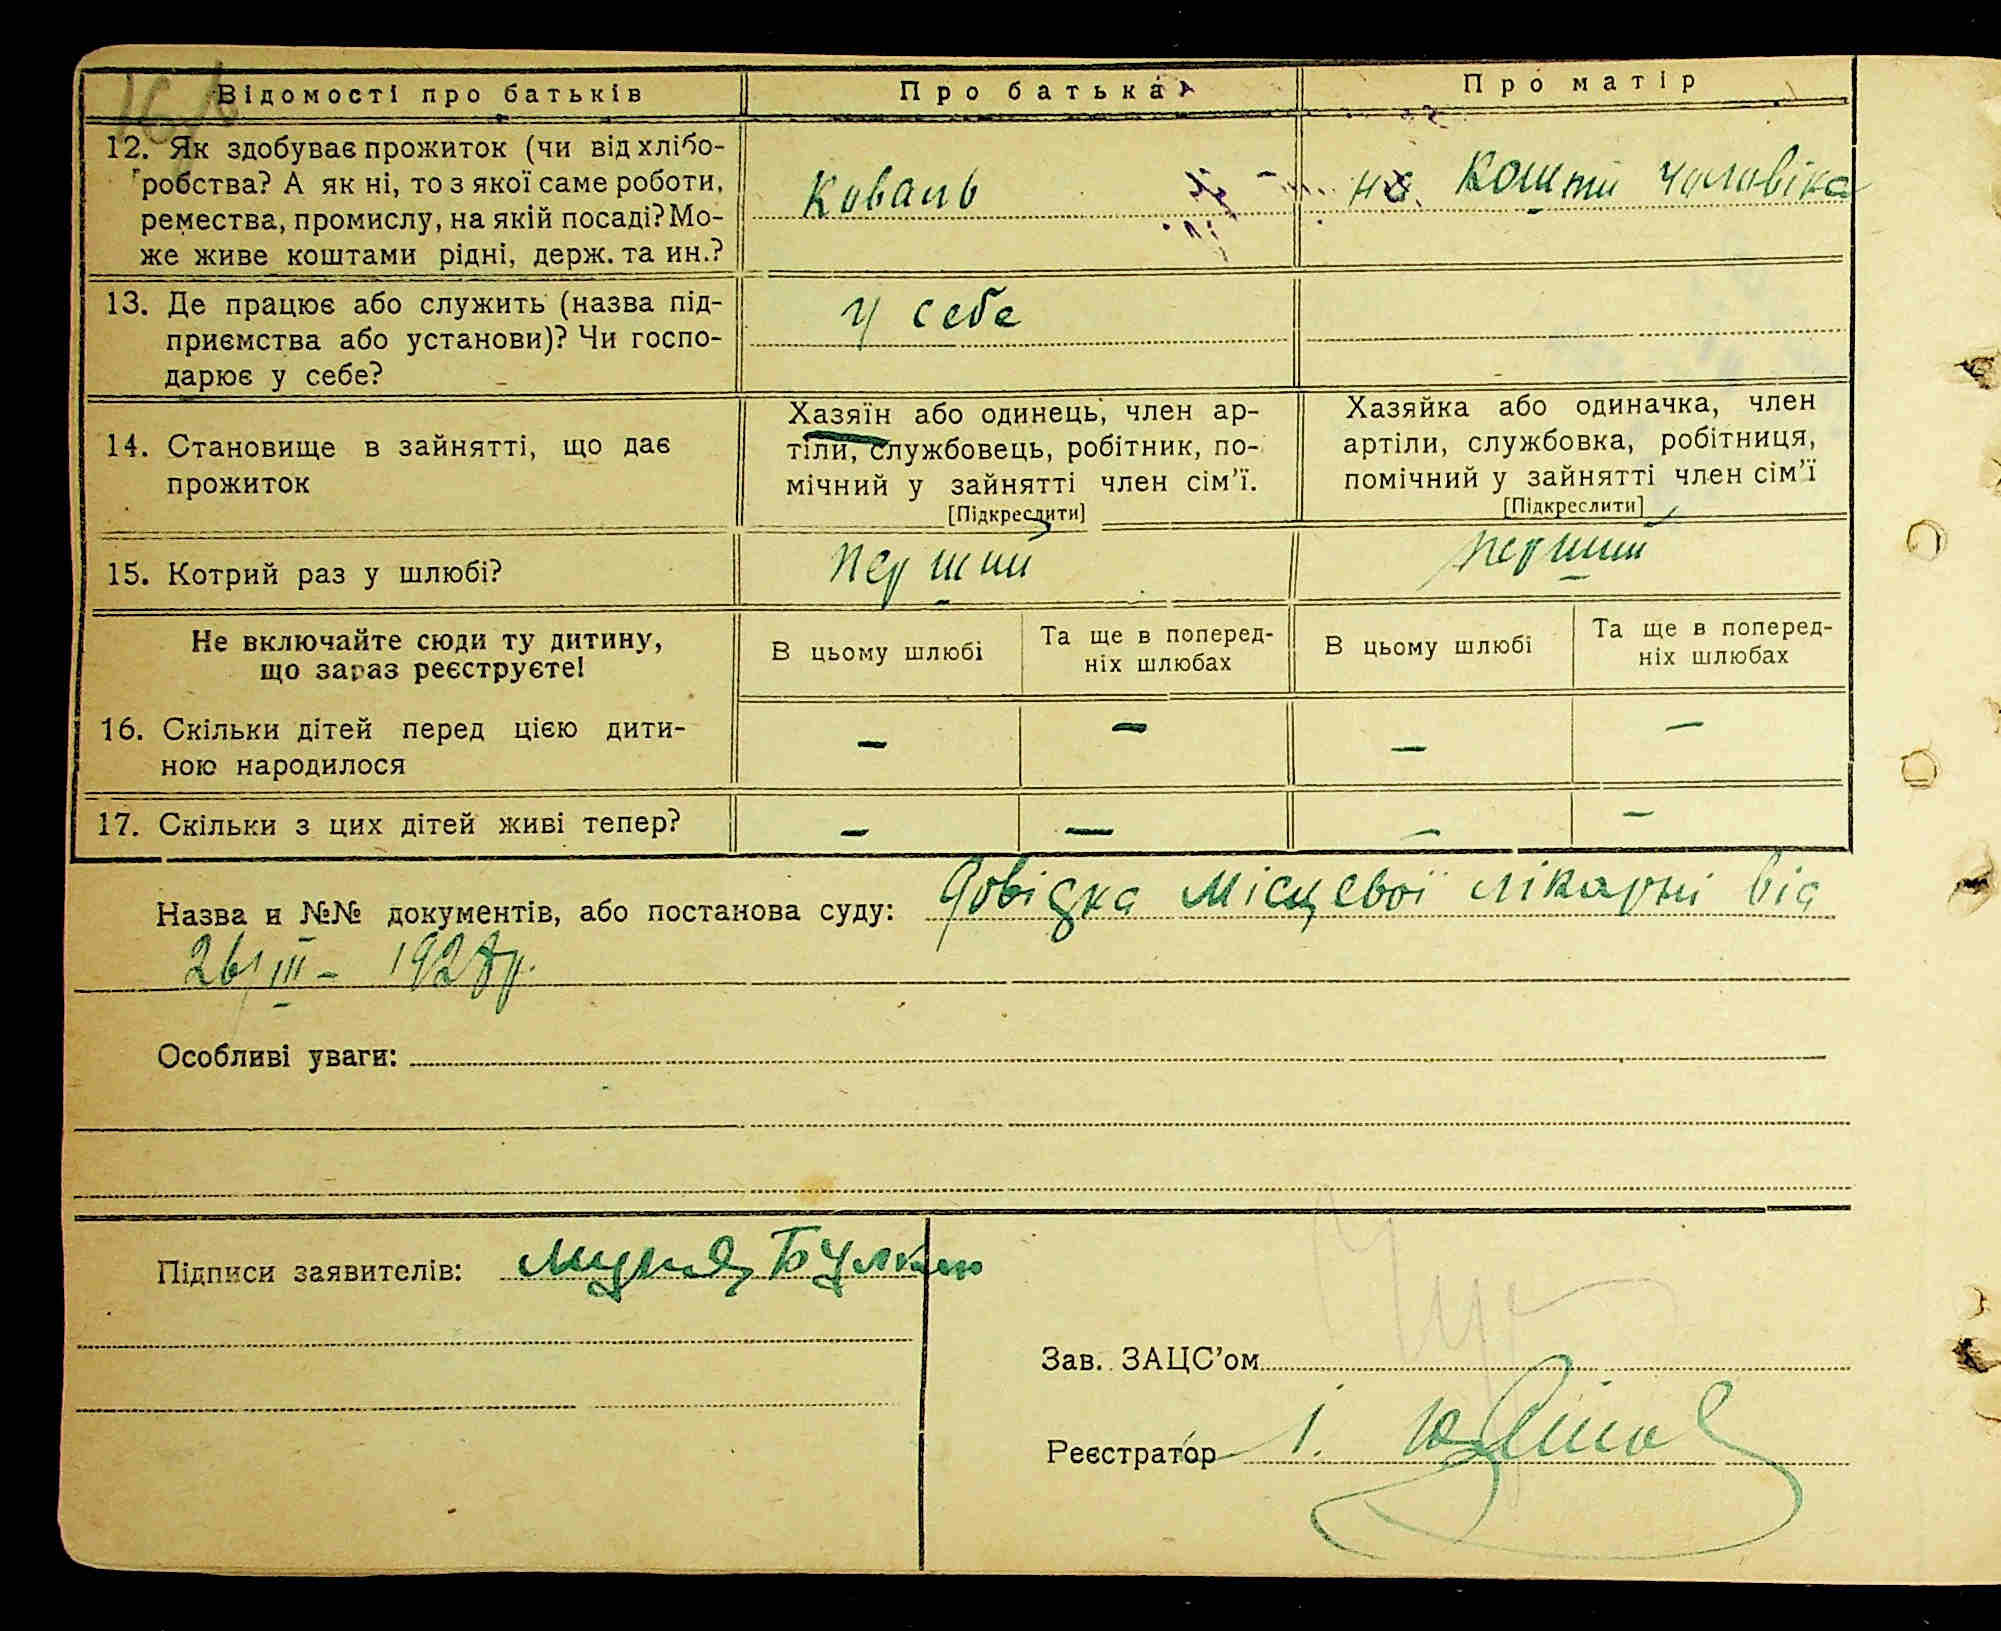 Відомості про батьків
Про батька
Про матір
12. Як здобуває прожиток (чи від хлібо-
робства? А як ні, то з якої саме роботи,
ремества, промислу, на якій посаді? Мо-
же живе коштами рідні, держ. та ин.?
Коваль
на кошти чоловіка
13. Де працює або служить (назва під-
приємства або установи)? Чи госпо-
дарює у себе?
у себе
14. Становище в зайнятті, що дає
прожиток
Хазяїн або одинець, член ар-
тіли, службовець, робітник, по-
мічний у зайнятті член сім'ї.
[Підкреслити]
Хазяйка або одиначка, член
артіли, службовка, робітниця,
помічний у зайнятті член сім'ї
[Підкреслити]
15. Котрий раз у шлюбі?
перший
перший
Не включайте сюди ту дитину,
що зараз реєструєте!
В цьому шлюбі
Та ще в поперед-
ніх шлюбах
В цьому шлюбі
Та ще в поперед-
ніх шлюбах
16. Скільки дітей перед цією дити-
ною народилося
— — — —
17. Скільки з цих дітей живі тепер?
— — — —
Назва и №№ документів, або постанова суду: Довідка місцевої лікарні від
26/III – 192 р.
Особливі уваги:
Підписи заявителів:
Зав. ЗАЦС'ом
Реєстратор І.